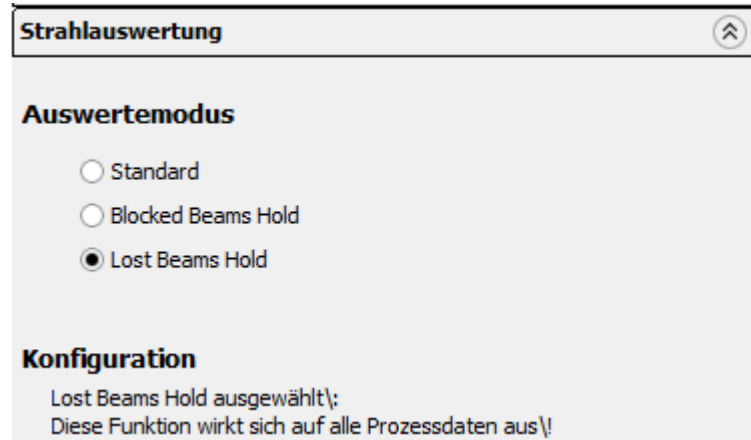 Strahlauswertung
Auswertemodus
Standard
Blocked Beams Hold
Lost Beams Hold
Konfiguration
Lost Beams Hold ausgewählt\:
Diese Funktion wirkt sich auf alle Prozessdaten aus\!